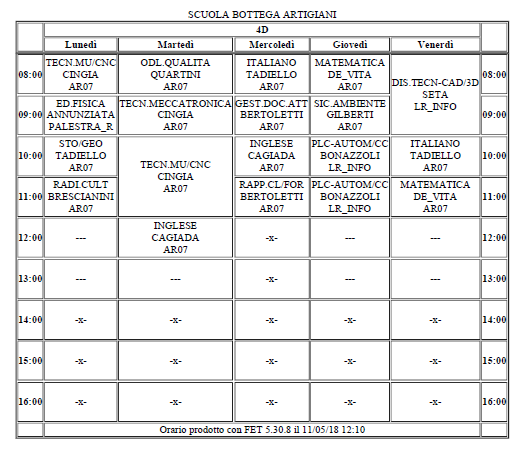 SCUOLA BOTTEGA ARTIGIANI
4D
Lunedì Martedì Mercoledì Giovedì Venerdì
08:00 TECN.MU/CNC ODL.QUALITA ITALIANO MATEMATICA DIS.TECN-CAD/3D 08:00
CINGIA QUARTINI TADIELLO DE_VITA SETA
AR07 AR07 AR07 AR07 LR_INFO
09:00 ED.FISICA TECN.MECCATRONICA GEST.DOC.ATT SIC.AMBIENTE 09:00
ANNUNZIATA CINGIA BERTOLETTI GILBERTI
PALESTRA_R AR07 AR07 AR07
10:00 STO/GEO TECN.MU/CNC INGLESE PLC-AUTOM/CC ITALIANO 10:00
TADIELLO CINGIA CAGIADA BONAZZOLI TADIELLO
AR07 AR07 AR07 LR_INFO AR07
11:00 RADI.CULT RAPP.CL/FOR PLC-AUTOM/CC MATEMATICA 11:00
BRESCIANINI BERTOLETTI BONAZZOLI DE_VITA
AR07 AR07 LR_INFO AR07
12:00 --- INGLESE -x- --- --- 12:00
CAGIADA
AR07
13:00 --- --- -x- --- --- 13:00
14:00 -x- -x- -x- -x- -x- 14:00
15:00 -x- -x- -x- -x- -x- 15:00
16:00 -x- -x- -x- -x- -x- 16:00
Orario prodotto con FET 5.30.8 il 11/05/18 12:10